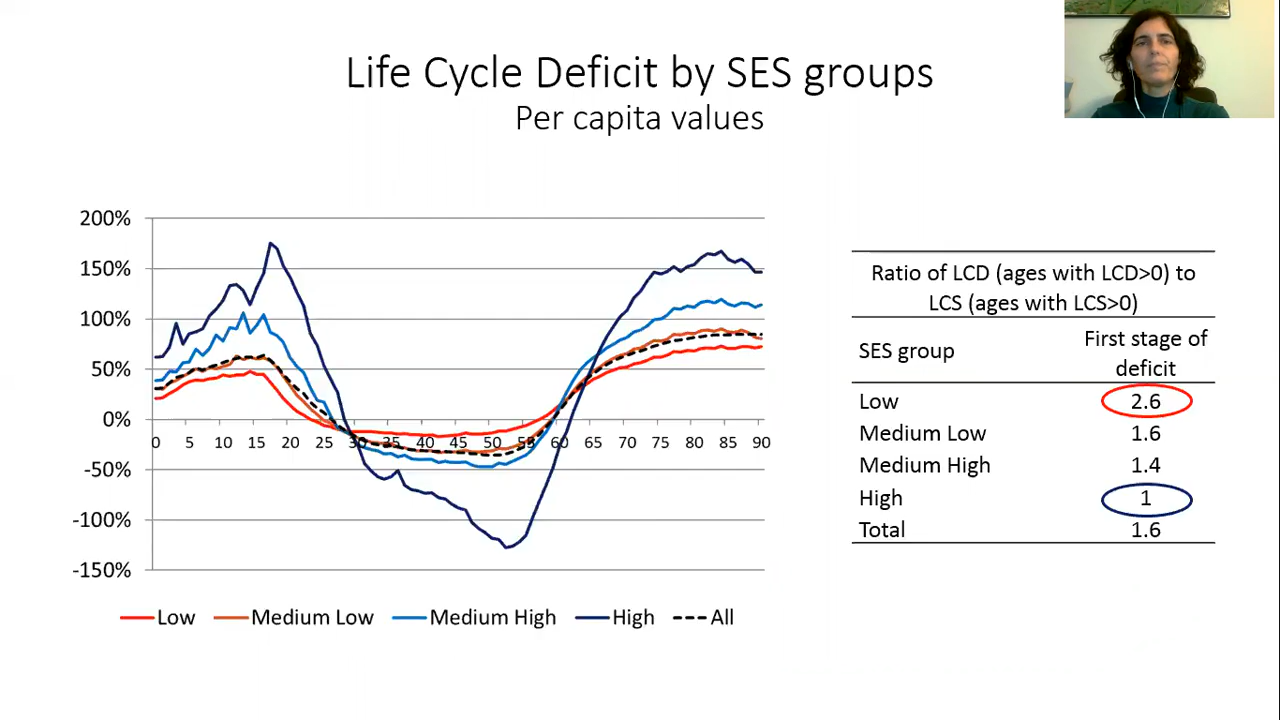 Life Cycle Deficit by SES groups
Per capita values
200%
150%
100%
50%
0%
-50%
-100%
-150%
0 5 10 15 20 25 30 35 40 45 50 55 60 65 70 75 80 85 90
Low Medium Low Medium High High All
Ratio of LCD (ages with LCD>0) to
LCS (ages with LCS>0)
SES group First stage of
deficit
Low 2.6
Medium Low 1.6
Medium High 1.4
High 1
Total 1.6